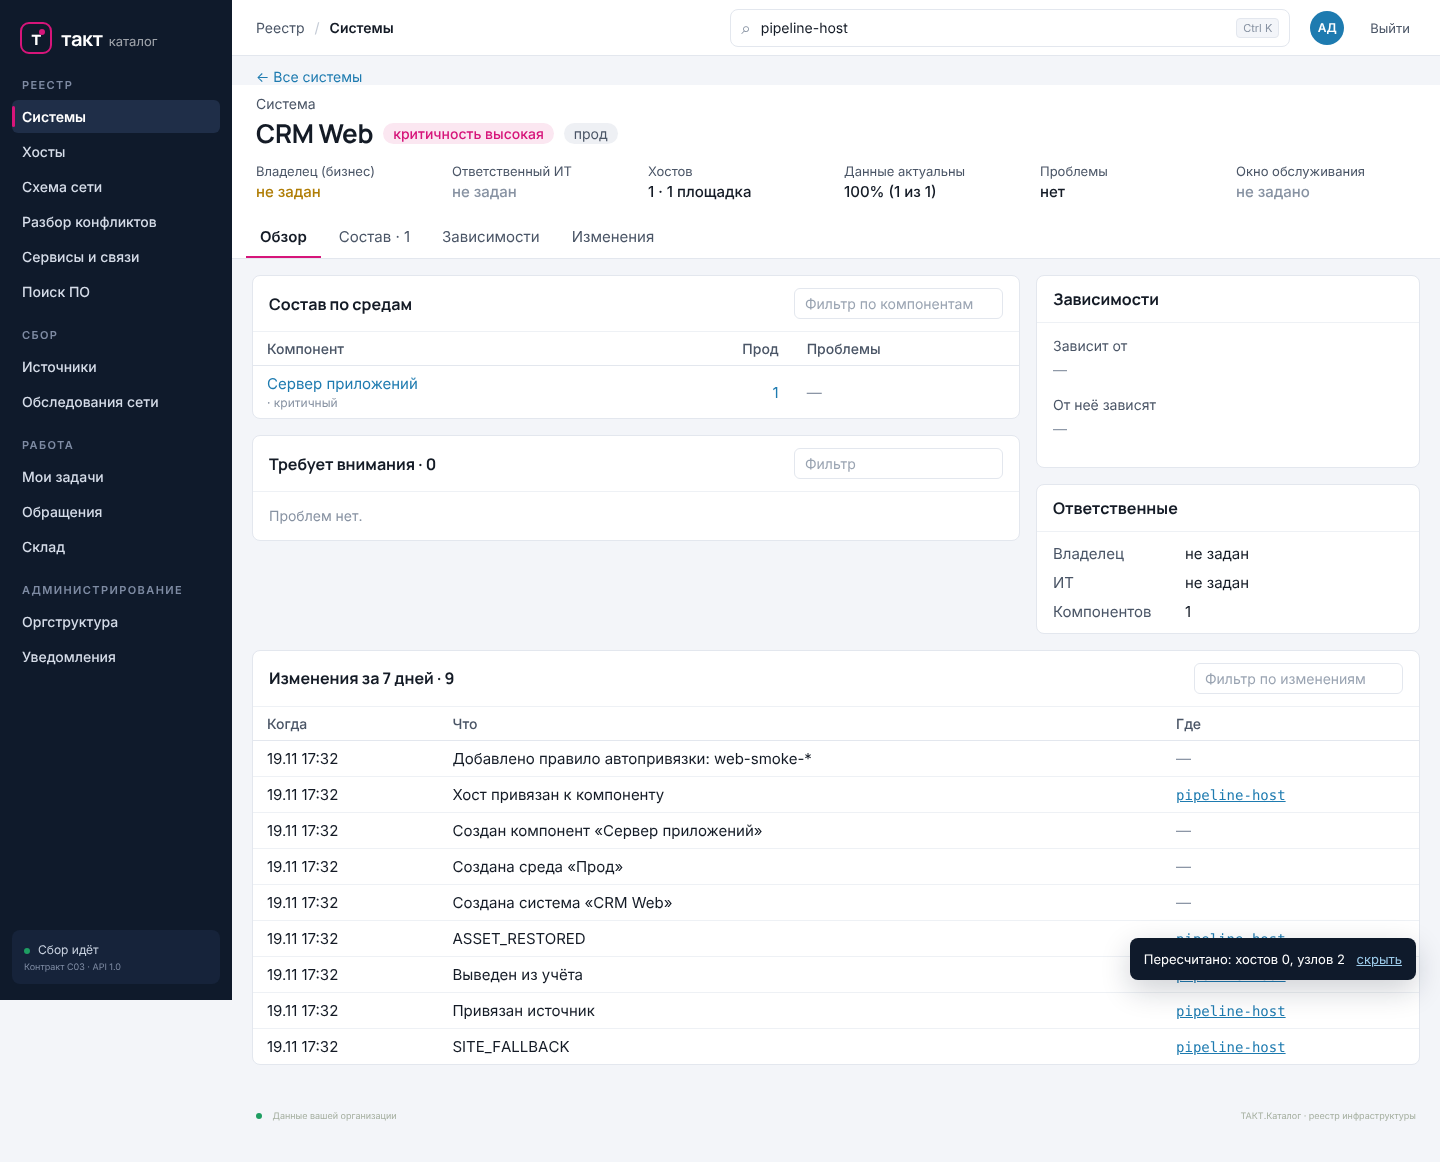 т такт каталог
РЕЕСТР
Системы
Хосты
Схема сети
Разбор конфликтов
Сервисы и связи
Поиск ПО
СБОР
Источники
Обследования сети
РАБОТА
Мои задачи
Обращения
Склад
АДМИНИСТРИРОВАНИЕ
Оргструктура
Уведомления
Сбор идёт
Контракт C03 · API 1.0
Реестр / Системы
pipeline-host Ctrl K
АД Выйти
← Все системы
Система
CRM Web критичность высокая прод
Владелец (бизнес) Ответственный ИТ Хостов Данные актуальны Проблемы Окно обслуживания
не задан не задан 1 · 1 площадка 100% (1 из 1) нет не задано
Обзор Состав · 1 Зависимости Изменения
Состав по средам Фильтр по компонентам
Компонент Прод Проблемы
Сервер приложений 1 —
· критичный
Требует внимания · 0 Фильтр
Проблем нет.
Зависимости
Зависит от
—
От неё зависят
—
Ответственные
Владелец не задан
ИТ не задан
Компонентов 1
Изменения за 7 дней · 9 Фильтр по изменениям
Когда Что Где
19.11 17:32 Добавлено правило автопривязки: web-smoke-* —
19.11 17:32 Хост привязан к компоненту pipeline-host
19.11 17:32 Создан компонент «Сервер приложений» —
19.11 17:32 Создана среда «Прод» —
19.11 17:32 Создана система «CRM Web» —
19.11 17:32 ASSET_RESTORED
Пересчитано: хостов 0, узлов 2 скрыть
19.11 17:32 Выведен из учёта
19.11 17:32 Привязан источник pipeline-host
19.11 17:32 SITE_FALLBACK pipeline-host
Данные вашей организации ТАКТ.Каталог · реестр инфраструктуры